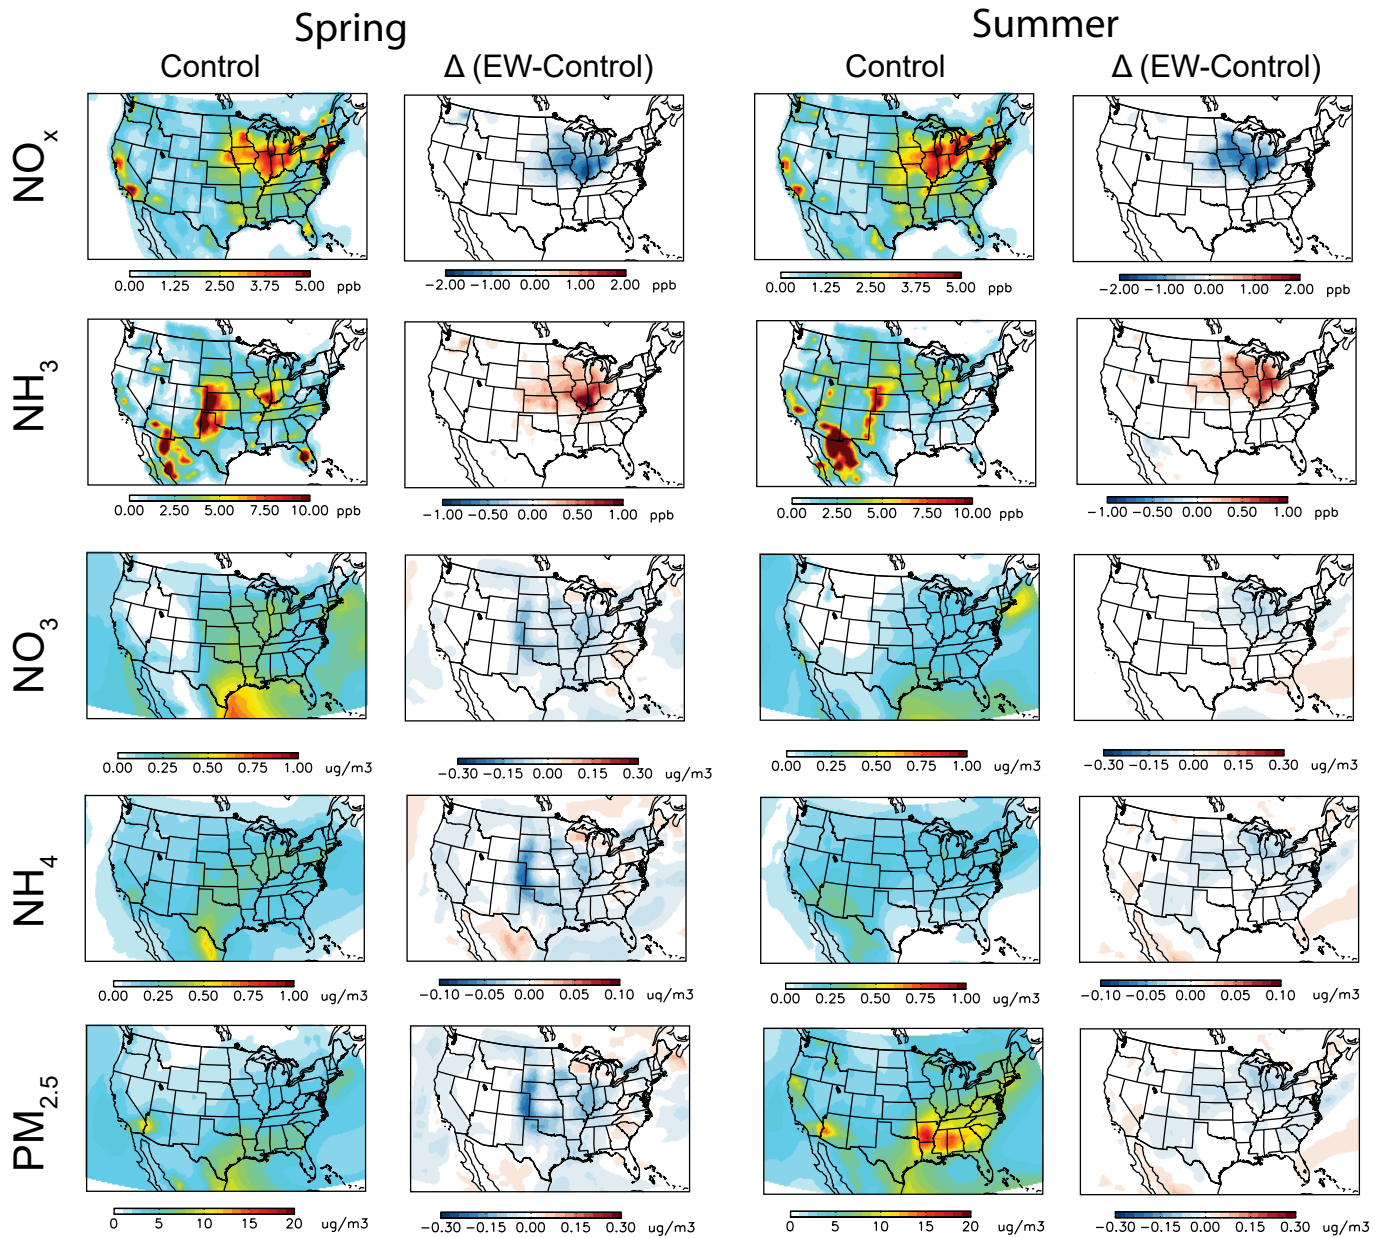 Spring Summer
Control Δ (EW-Control) Control Δ (EW-Control)
NOx
0.00 1.25 2.50 3.75 5.00 ppb
−2.00 −1.00 0.00 1.00 2.00 ppb
0.00 1.25 2.50 3.75 5.00 ppb
−2.00 −1.00 0.00 1.00 2.00 ppb
NH3
0.00 2.50 5.00 7.50 10.00 ppb
−1.00 −0.50 0.00 0.50 1.00 ppb
0.00 2.50 5.00 7.50 10.00 ppb
−1.00 −0.50 0.00 0.50 1.00 ppb
NO3
0.00 0.25 0.50 0.75 1.00 ug/m3
−0.30 −0.15 0.00 0.15 0.30 ug/m3
0.00 0.25 0.50 0.75 1.00 ug/m3
−0.30 −0.15 0.00 0.15 0.30 ug/m3
NH4
0.00 0.25 0.50 0.75 1.00 ug/m3
−0.10 −0.05 0.00 0.05 0.10 ug/m3
0.00 0.25 0.50 0.75 1.00 ug/m3
−0.10 −0.05 0.00 0.05 0.10 ug/m3
PM2.5
0 5 10 15 20 ug/m3
−0.30 −0.15 0.00 0.15 0.30 ug/m3
0 5 10 15 20 ug/m3
−0.30 −0.15 0.00 0.15 0.30 ug/m3